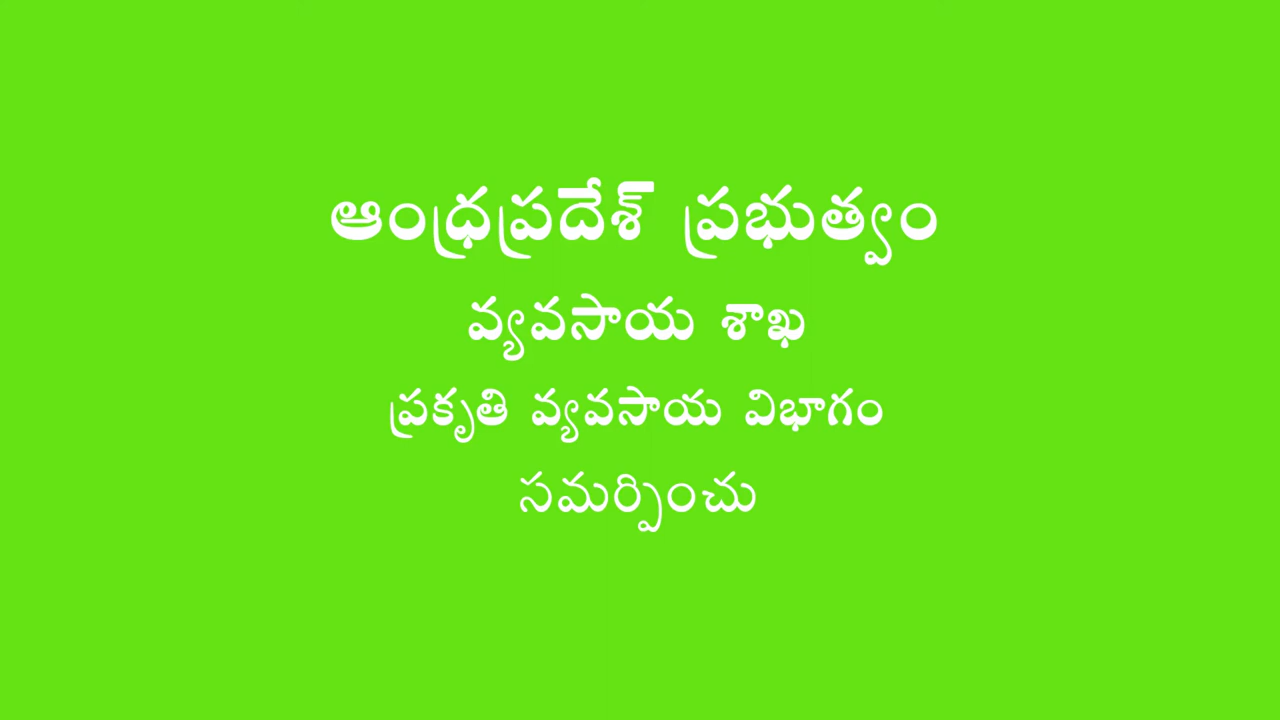 ఆంధ్రప్రదేశ్ ప్రభుత్వం
వ్యవసాయ శాఖ
ప్రకృతి వ్యవసాయ విభాగం
సమర్పించు